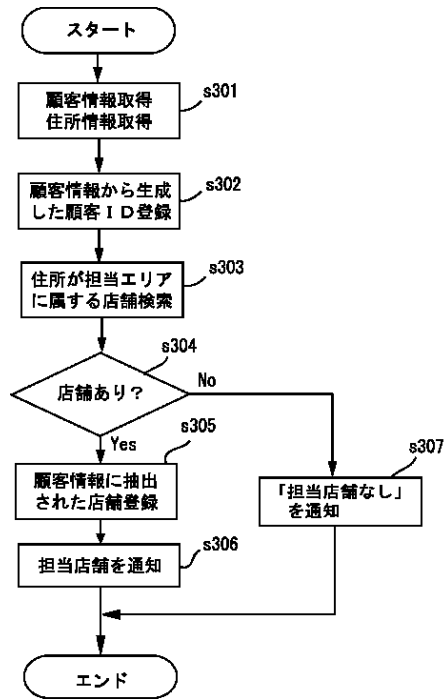 スタート
顧客情報取得
住所情報取得
s301
顧客情報から生成
した顧客ID登録
s302
住所が担当エリア
に属する店舗検索
s303
店舗あり?
s304
No
Yes
顧客情報に抽出
された店舗登録
s305
「担当店舗なし」
を通知
s307
担当店舗を通知
s306
エンド